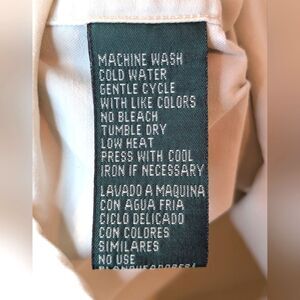 MACHINE WASH
COLD WATER
GENTLE CYCLE
WITH LIKE COLORS
NO BLEACH
TUMBLE DRY
LOW HEAT
PRESS WITH COOL
IRON IF NECESSARY
LAVADO A MAQUINA
CON AGUA FRIA
CICLO DELICADO
CON COLORES
SIMILARES
NO USE